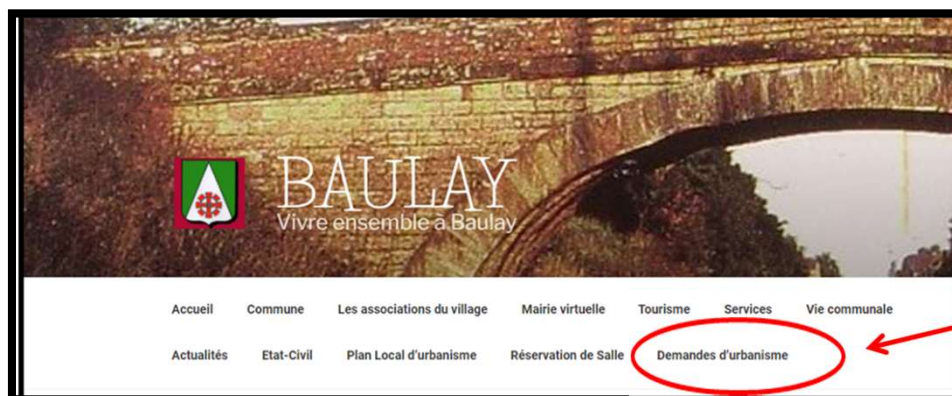 BAULAY
Vivre ensemble à Baulay
Accueil Commune Les associations du village Mairie virtuelle Tourisme Services Vie communale
Actualités Etat-Civil Plan Local d'urbanisme Réservation de Salle Demandes d'urbanisme